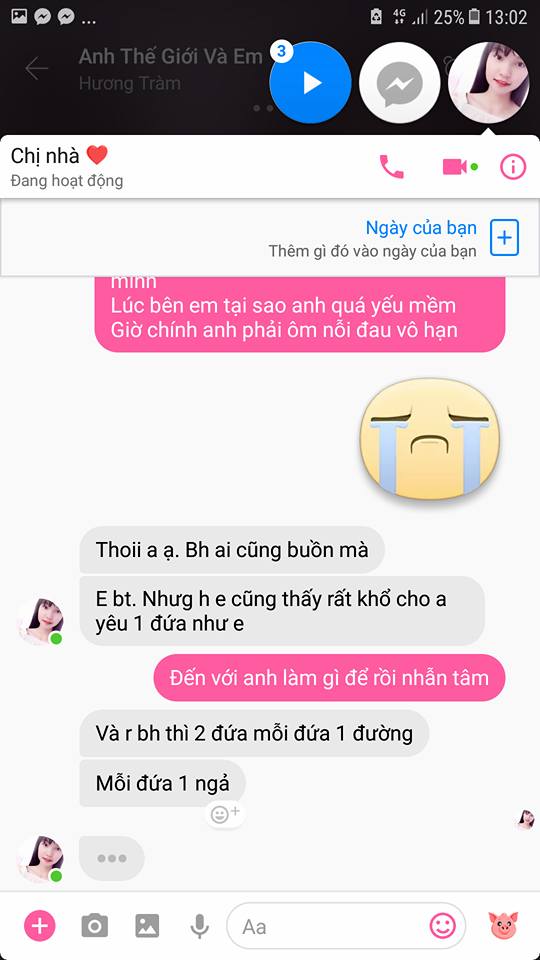 4G 25% 13:02
Anh Thế Giới Và Em
Hương Tràm
3
Chị nhà
Đang hoạt động
Ngày của bạn
Thêm gì đó vào ngày của bạn
mình
Lúc bên em tại sao anh quá yếu mềm
Giờ chính anh phải ôm nỗi đau vô hạn
Thoii a ạ. Bh ai cũng buồn mà
E bt. Nhưg h e cũng thấy rất khổ cho a
yêu 1 đứa như e
Đến với anh làm gì để rồi nhẫn tâm
Và r bh thì 2 đứa mỗi đứa 1 đường
Mỗi đứa 1 ngả
Aa